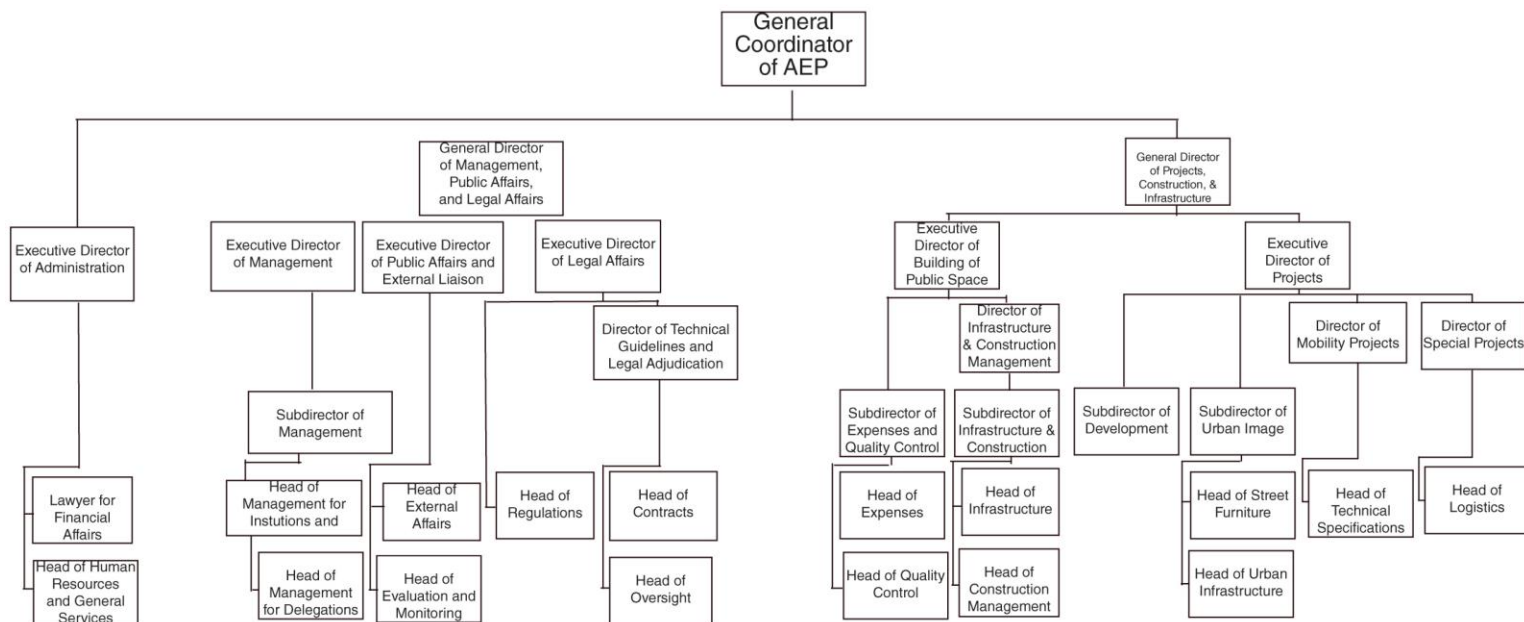 General
Coordinator
of AEP
General Director
of Management,
Public Affairs,
and Legal Affairs
General Director
of Projects,
Construction, &
Infrastructure
Executive Director
of Administration
Executive Director
of Management
Executive Director
of Public Affairs and
External Liaison
Executive Director
of Legal Affairs
Executive
Director of
Building of
Public Space
Executive
Director of
Projects
Director of Technical
Guidelines and
Legal Adjudication
Director of
Infrastructure
& Construction
Management
Director of
Mobility Projects
Director of
Special Projects
Subdirector of
Management
Subdirector of
Expenses and
Quality Control
Subdirector of
Infrastructure &
Construction
Subdirector of
Development
Subdirector of
Urban Image
Lawyer for
Financial
Affairs
Head of
Management for
Instutions and
Head of
External
Affairs
Head of
Regulations
Head of
Contracts
Head of
Expenses
Head of
Infrastructure
Head of Street
Furniture
Head of
Technical
Specifications
Head of
Logistics
Head of Human
Resources
and General
Services
Head of
Management
for Delegations
Head of
Evaluation and
Monitoring
Head of
Oversight
Head of Quality
Control
Head of
Construction
Management
Head of Urban
Infrastructure